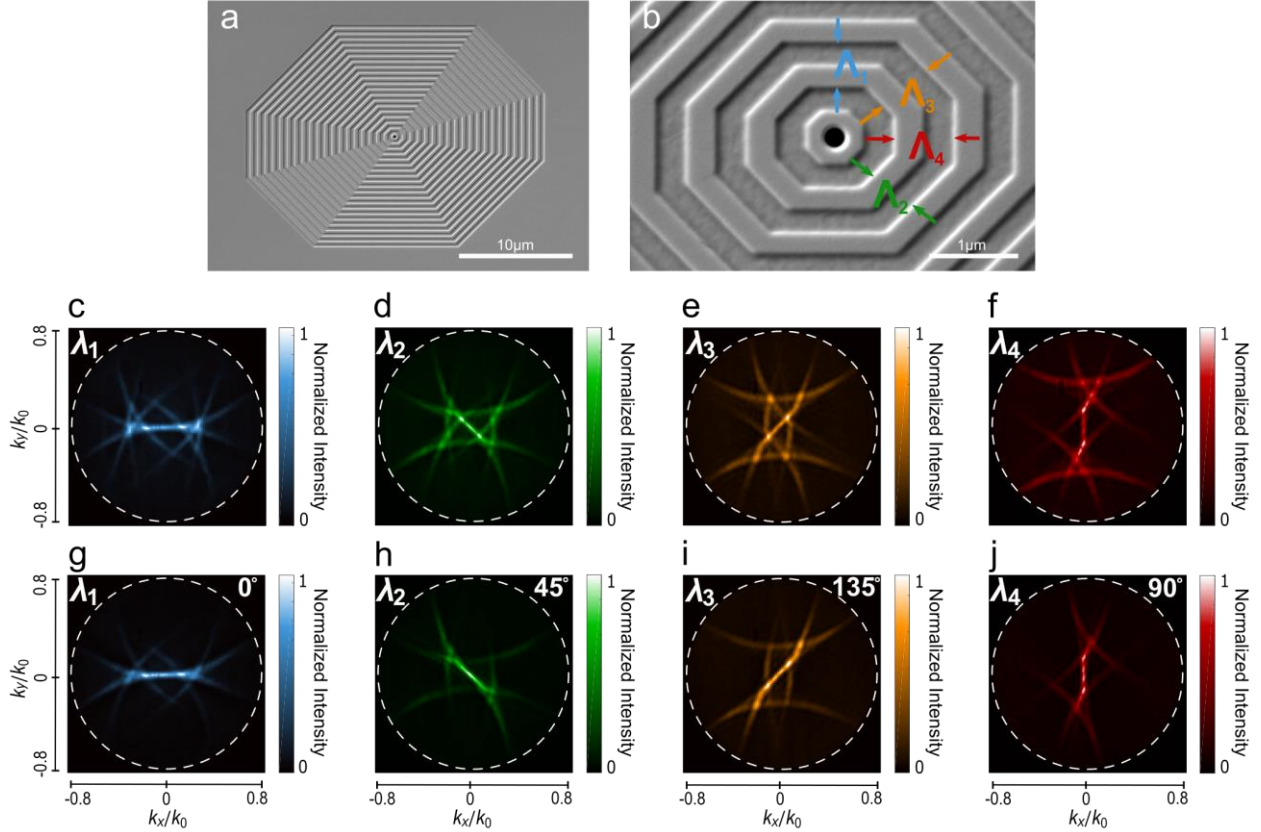 a
10μm
b
Λ1
Λ3
Λ4
Λ2
1μm
c
d
e
f
0.8
0
-0.8
ky/k0
λ1
1
0
Normalized Intensity
λ2
1
0
Normalized Intensity
λ3
1
0
Normalized Intensity
λ4
1
0
Normalized Intensity
g
h
i
j
0.8
0
-0.8
ky/k0
λ1
0°
1
0
Normalized Intensity
λ2
45°
1
0
Normalized Intensity
λ3
135°
1
0
Normalized Intensity
λ4
90°
1
0
Normalized Intensity
-0.8 0 0.8
kx/k0
-0.8 0 0.8
kx/k0
-0.8 0 0.8
kx/k0
-0.8 0 0.8
kx/k0